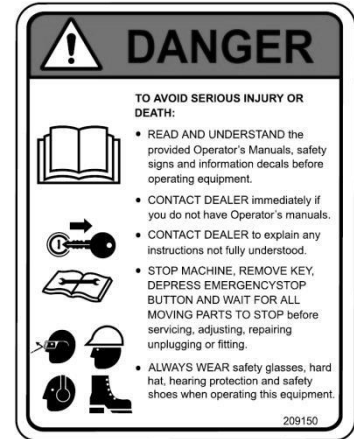 DANGER
TO AVOID SERIOUS INJURY OR
DEATH:
• READ AND UNDERSTAND the
provided Operator's Manuals, safety
signs and information decals before
operating equipment.
• CONTACT DEALER immediately if
you do not have Operator's manuals.
• CONTACT DEALER to explain any
instructions not fully understood.
• STOP MACHINE, REMOVE KEY,
DEPRESS EMERGENCYSTOP
BUTTON AND WAIT FOR ALL
MOVING PARTS TO STOP before
servicing, adjusting, repairing
unplugging or fitting.
• ALWAYS WEAR safety glasses, hard
hat, hearing protection and safety
shoes when operating this equipment.
209150